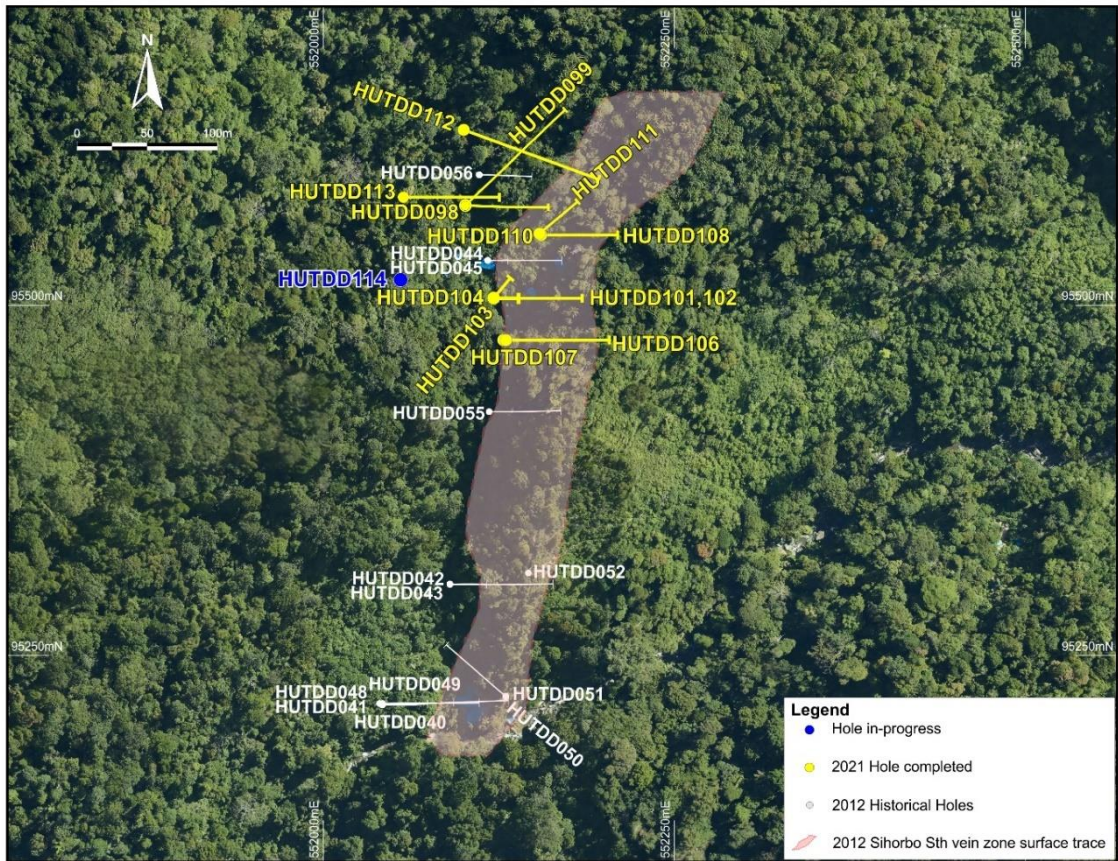 552000mE
552250mE
552500mE
N
0 50 100m
HUTDD099
HUTDD112
HUTDD111
HUTDD056
HUTDD113
HUTDD098
HUTDD110
HUTDD108
HUTDD044
HUTDD045
HUTDD114
95500mN
95500mN
HUTDD104
HUTDD101,102
HUTDD103
HUTDD107
HUTDD106
HUTDD055
HUTDD042
HUTDD043
HUTDD052
95250mN
95250mN
HUTDD048
HUTDD049
HUTDD041
HUTDD051
HUTDD040
HUTDD050
552000mE
552250mE
Legend
Hole in-progress
2021 Hole completed
2012 Historical Holes
2012 Sihorbo Sth vein zone surface trace